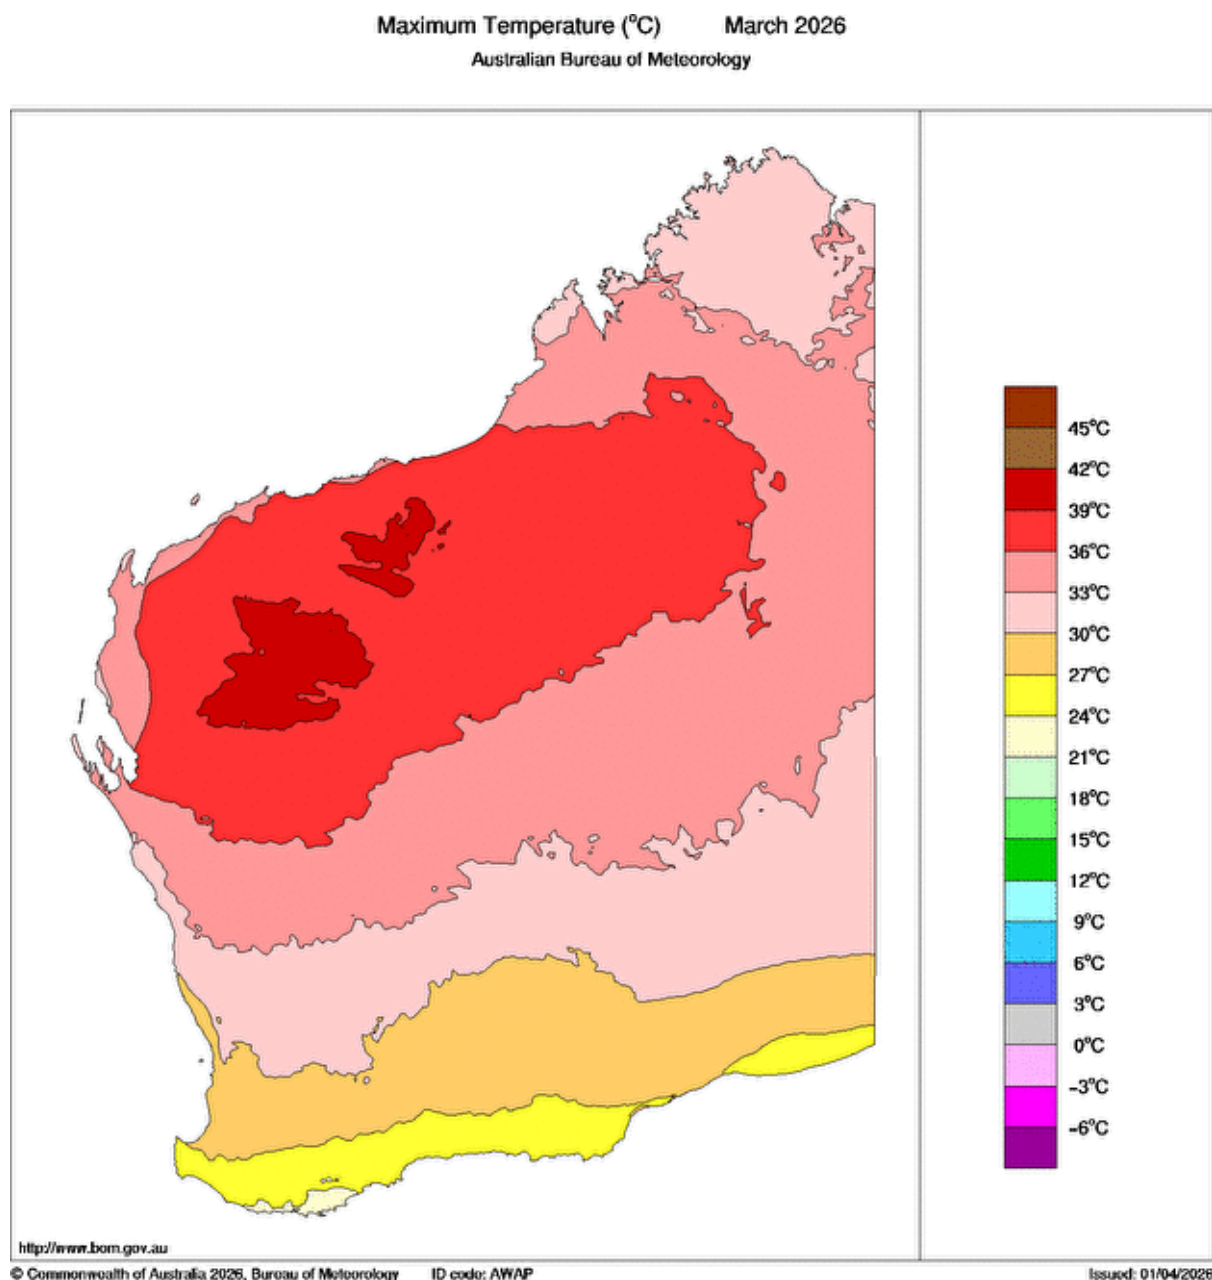 Maximum Temperature (°C) March 2026
Australian Bureau of Meteorology
45°C
42°C
39°C
36°C
33°C
30°C
27°C
24°C
21°C
18°C
15°C
12°C
9°C
6°C
3°C
0°C
-3°C
-6°C
http://www.bom.gov.au
© Commonwealth of Australia 2026, Bureau of Meteorology ID code: AWAP Issued: 01/04/2026